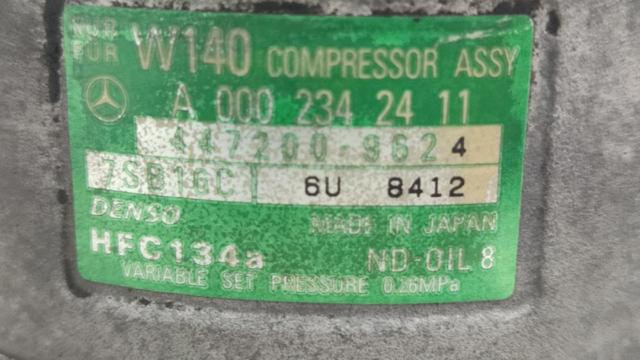 NUR FÜR W140 COMPRESSOR ASSY
A 000 234 24 11
447200-9624
7SB16C 6U 8412
DENSO MADE IN JAPAN
HFC134a ND-OIL 8
VARIABLE SET PRESSURE 0.26MPa